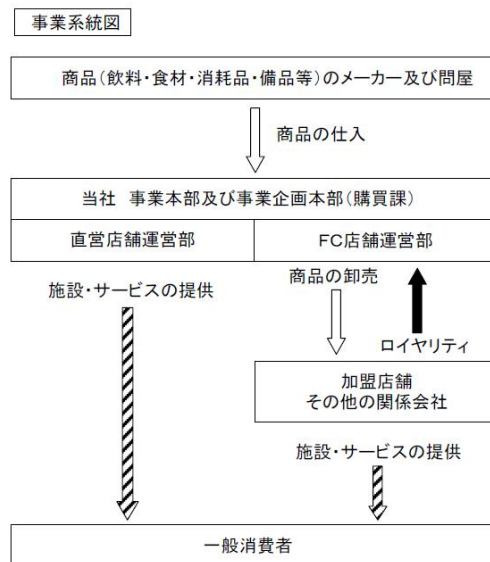 事業系統図
商品（飲料・食材・消耗品・備品等）のメーカー及び問屋
商品の仕入
当社　事業本部及び事業企画本部（購買課）
直営店舗運営部
FC店舗運営部
施設・サービスの提供
商品の卸売
ロイヤリティ
加盟店舗
その他の関係会社
施設・サービスの提供
一般消費者